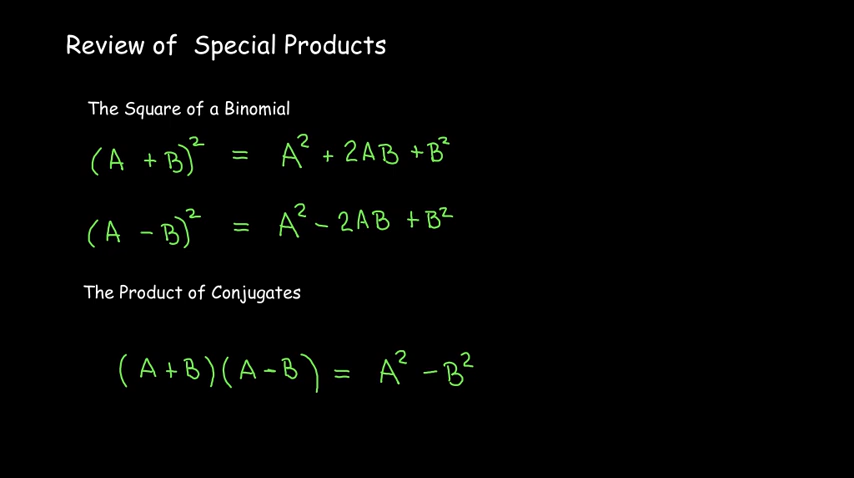 Review of Special Products
The Square of a Binomial
(A + B)² = A² + 2AB + B²
(A - B)² = A² - 2AB + B²
The Product of Conjugates
(A + B)(A - B) = A² - B²